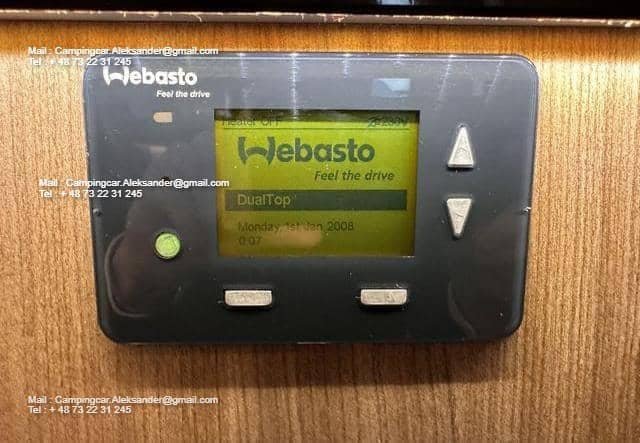 Mail : Campingcar.Aleksander@gmail.com
Tel : + 48 73 22 31 245
Webasto
Feel the drive
Heater OFF 230V
Webasto
Feel the drive
DualTop
Mail : Campingcar.Aleksander@gmail.com
Tel : + 48 73 22 31 245
Monday, 1st Jan 2008
0:07
Mail : Campingcar.Aleksander@gmail.com
Tel : + 48 73 22 31 245